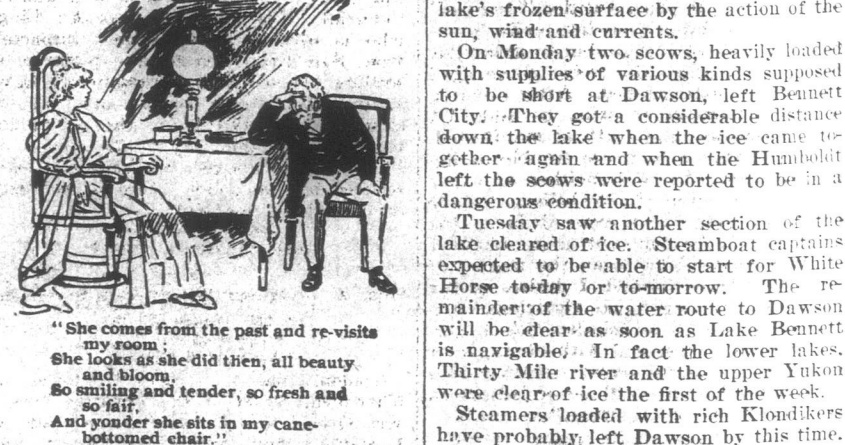 "She comes from the past and re-visits
my room;
She looks as she did then, all beauty
and bloom,
So smiling and tender, so fresh and
so fair,
And yonder she sits in my cane-
bottomed chair."
lake's frozen surface by the action of the
sun, wind and currents.
On Monday two scows, heavily loaded
with supplies of various kinds supposed
to be short at Dawson, left Bennett
City. They got a considerable distance
down the lake when the ice came to-
gether again and when the Humboldt
left the scows were reported to be in a
dangerous condition.
Tuesday saw another section of the
lake cleared of ice. Steamboat captains
expected to be able to start for White
Horse to-day or to-morrow. The re-
mainder of the water route to Dawson
will be clear as soon as Lake Bennett
is navigable. In fact the lower lakes,
Thirty Mile river and the upper Yukon
were clear of ice the first of the week.
Steamers loaded with rich Klondikers
have probably left Dawson by this time.